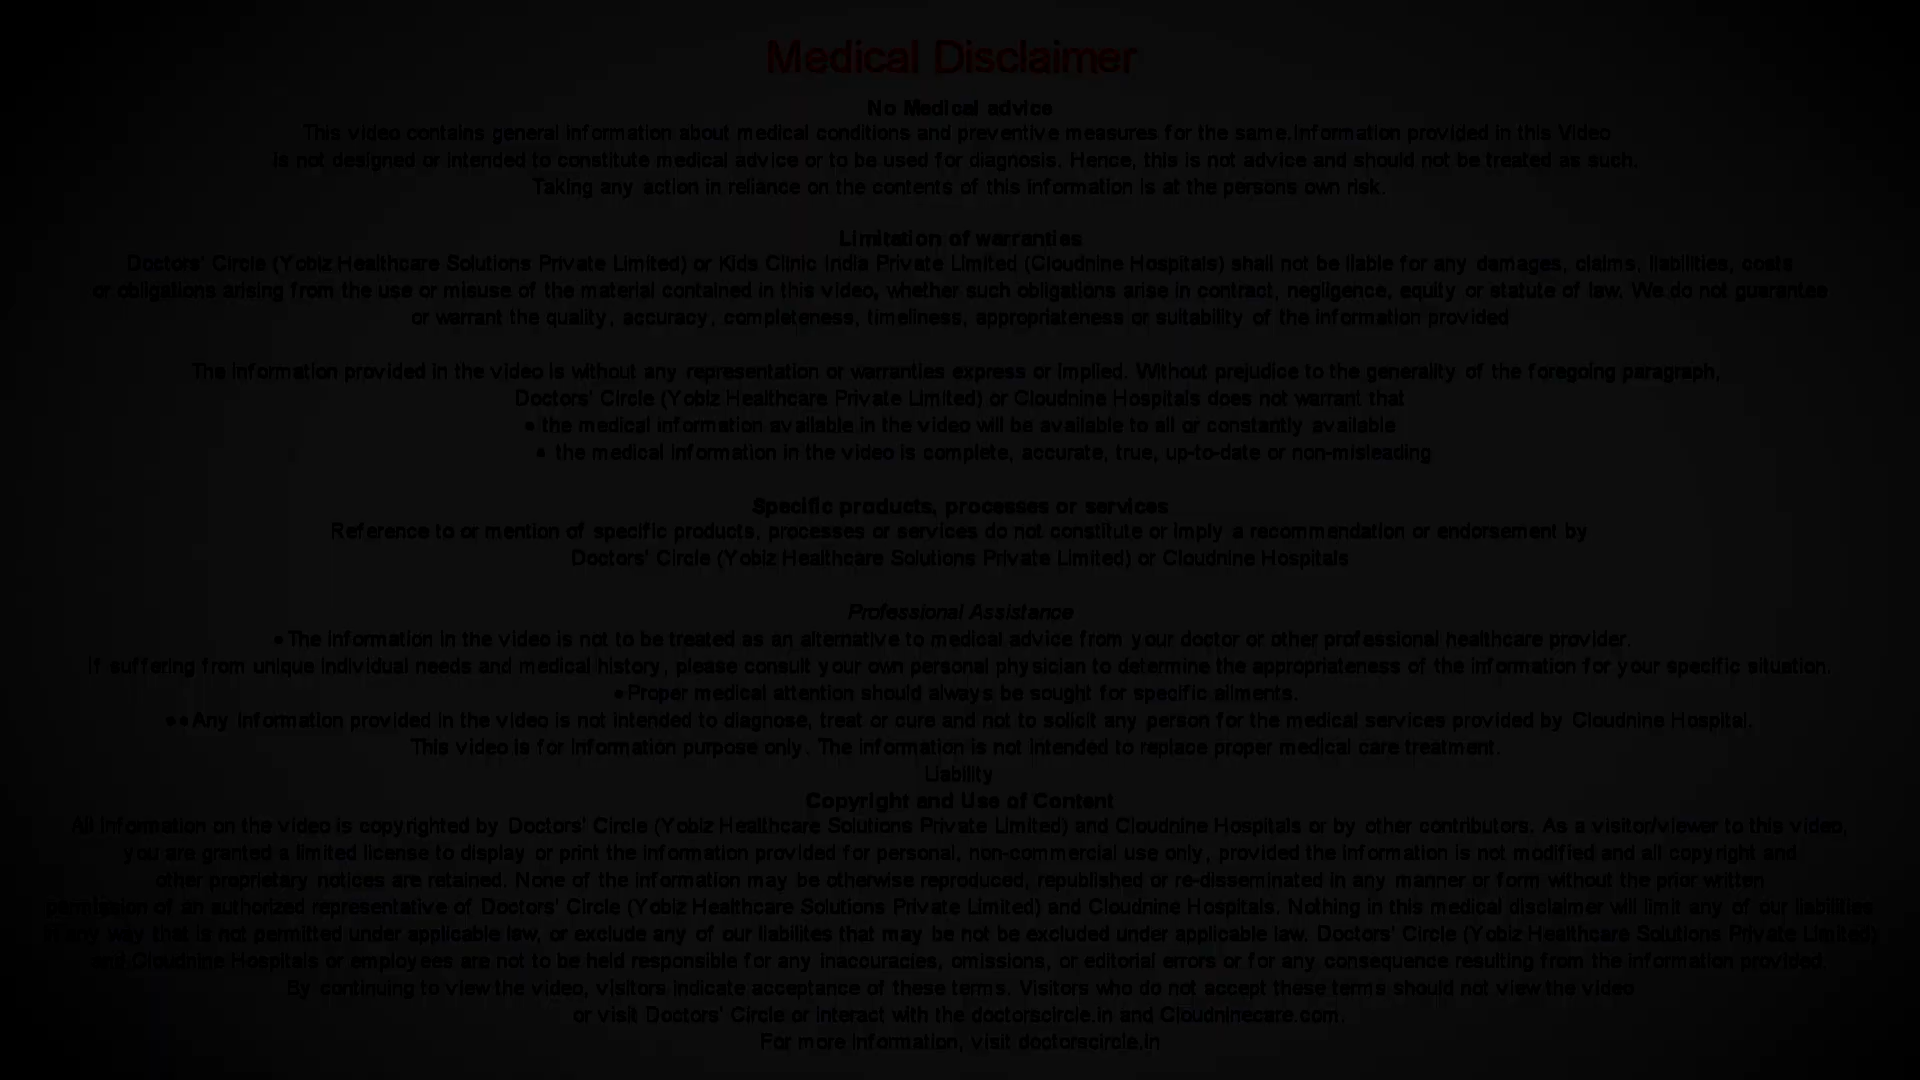 Medical Disclaimer
No Medical advice
This video contains general information about medical conditions and preventive measures for the same.Information provided in this Video
is not designed or intended to constitute medical advice or to be used for diagnosis. Hence, this is not advice and should not be treated as such.
Taking any action in reliance on the contents of this information is at the persons own risk.
Limitation of warranties
Doctors' Circle (Yobiz Healthcare Solutions Private Limited) or Kids Clinic India Private Limited (Cloudnine Hospitals) shall not be liable for any damages, claims, liabilities, costs
or obligations arising from the use or misuse of the material contained in this video, whether such obligations arise in contract, negligence, equity or statute of law. We do not guarantee
or warrant the quality, accuracy, completeness, timeliness, appropriateness or suitability of the information provided
The information provided in the video is without any representation or warranties express or implied. Without prejudice to the generality of the foregoing paragraph,
Doctors' Circle (Yobiz Healthcare Private Limited) or Cloudnine Hospitals does not warrant that
• the medical information available in the video will be available to all or constantly available
• the medical information in the video is complete, accurate, true, up-to-date or non-misleading
Specific products, processes or services
Reference to or mention of specific products, processes or services do not constitute or imply a recommendation or endorsement by
Doctors' Circle (Yobiz Healthcare Solutions Private Limited) or Cloudnine Hospitals
Professional Assistance
•The information in the video is not to be treated as an alternative to medical advice from your doctor or other professional healthcare provider.
If suffering from unique individual needs and medical history, please consult your own personal physician to determine the appropriateness of the information for your specific situation.
•Proper medical attention should always be sought for specific ailments.
••Any information provided in the video is not intended to diagnose, treat or cure and not to solicit any person for the medical services provided by Cloudnine Hospital.
This video is for information purpose only. The information is not intended to replace proper medical care treatment.
Liability
Copyright and Use of Content
All information on the video is copyrighted by Doctors' Circle (Yobiz Healthcare Solutions Private Limited) and Cloudnine Hospitals or by other contributors. As a visitor/viewer to this video,
you are granted a limited license to display or print the information provided for personal, non-commercial use only, provided the information is not modified and all copyright and
other proprietary notices are retained. None of the information may be otherwise reproduced, republished or re-disseminated in any manner or form without the prior written
permission of an authorized representative of Doctors' Circle (Yobiz Healthcare Solutions Private Limited) and Cloudnine Hospitals. Nothing in this medical disclaimer will limit any of our liabilities
in any way that is not permitted under applicable law, or exclude any of our liabilites that may be not be excluded under applicable law. Doctors' Circle (Yobiz Healthcare Solutions Private Limited)
and Cloudnine Hospitals or employees are not to be held responsible for any inaccuracies, omissions, or editorial errors or for any consequence resulting from the information provided.
By continuing to view the video, visitors indicate acceptance of these terms. Visitors who do not accept these terms should not view the video
or visit Doctors' Circle or interact with the doctorscircle.in and Cloudninecare.com.
For more information, visit doctorscircle.in